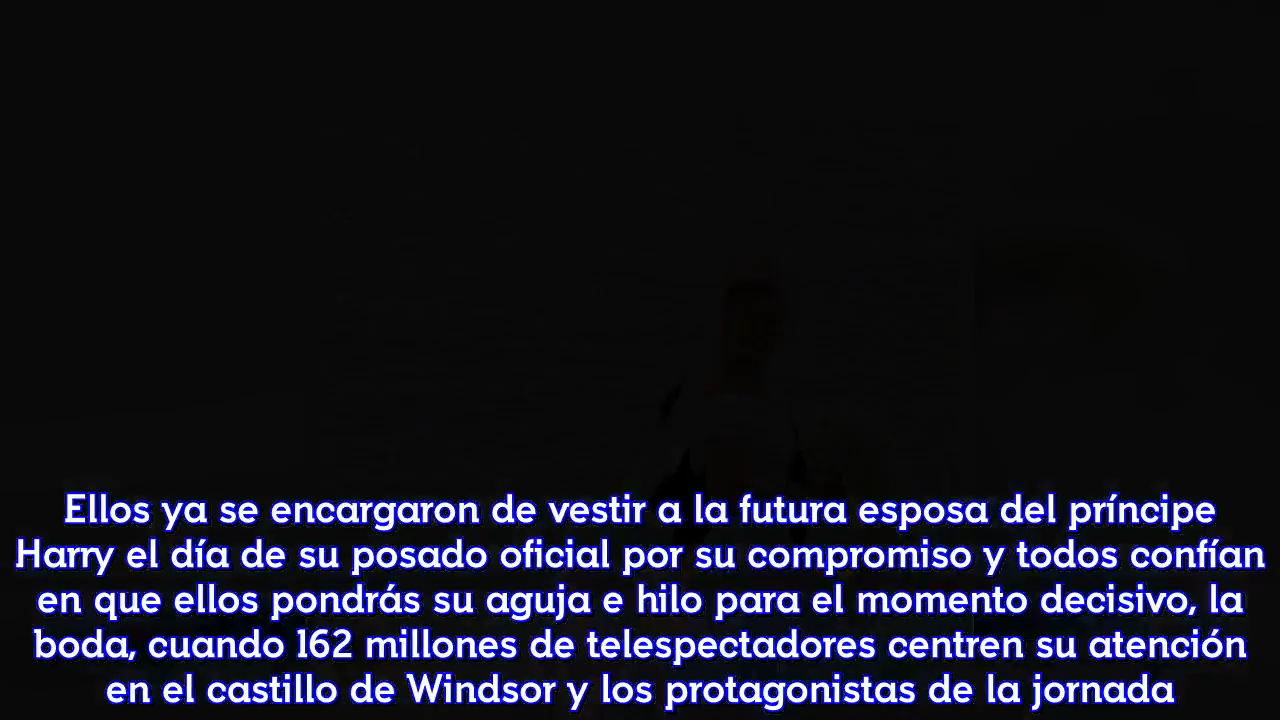 Ellos ya se encargaron de vestir a la futura esposa del príncipe
Harry el día de su posado oficial por su compromiso y todos confían
en que ellos pondrás su aguja e hilo para el momento decisivo, la
boda, cuando 162 millones de telespectadores centren su atención
en el castillo de Windsor y los protagonistas de la jornada